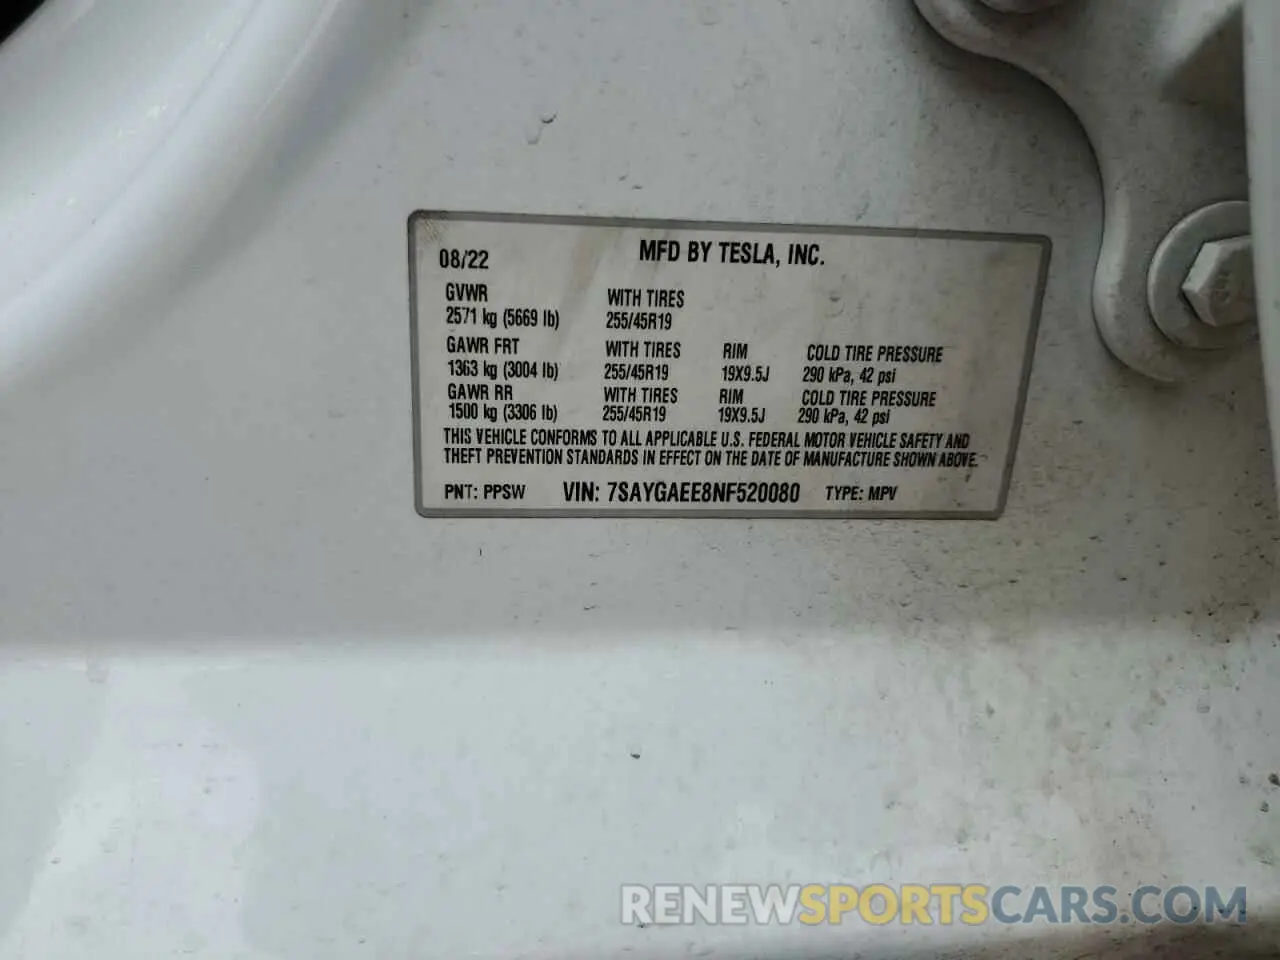 MFD BY TESLA, INC.
08/22
GVWR WITH TIRES
2571 kg (5669 lb) 255/45R19
GAWR FRT WITH TIRES RIM COLD TIRE PRESSURE
1363 kg (3004 lb) 255/45R19 19X9.5J 290 kPa, 42 psi
GAWR RR WITH TIRES RIM COLD TIRE PRESSURE
1500 kg (3306 lb) 255/45R19 19X9.5J 290 kPa, 42 psi
THIS VEHICLE CONFORMS TO ALL APPLICABLE U.S. FEDERAL MOTOR VEHICLE SAFETY AND
THEFT PREVENTION STANDARDS IN EFFECT ON THE DATE OF MANUFACTURE SHOWN ABOVE.
PNT: PPSW VIN: 7SAYGAEE8NF520080 TYPE: MPV
RENEWSPORTSCARS.COM